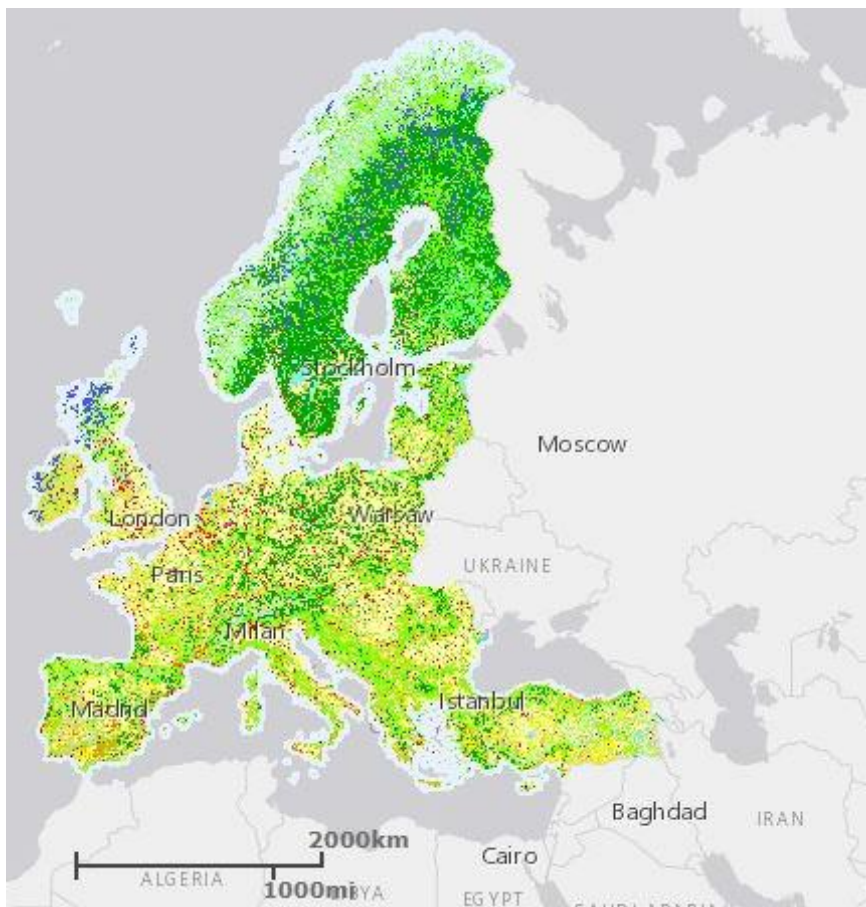 Stockholm
Moscow
London
Warsaw
UKRAINE
Paris
Milan
Madrid
Istanbul
Baghdad
IRAN
2000km
Cairo
ALGERIA
1000mi
EGYPT